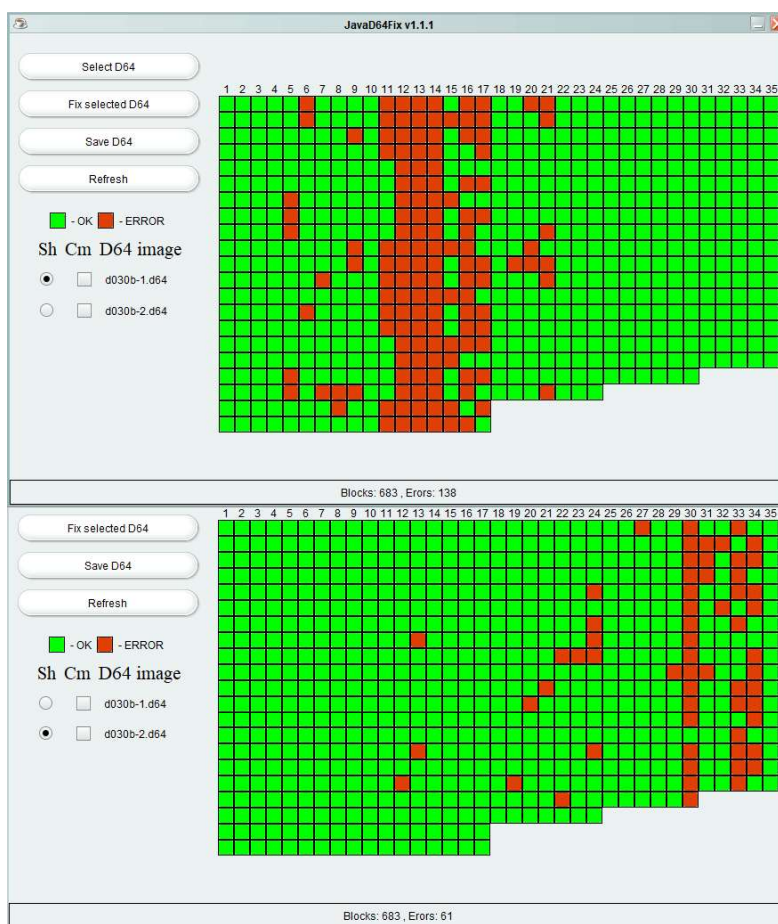 JavaD64Fix v1.1.1
Select D64
1 2 3 4 5 6 7 8 9 10 11 12 13 14 15 16 17 18 19 20 21 22 23 24 25 26 27 28 29 30 31 32 33 34 35
Fix selected D64
Save D64
Refresh
- OK - ERROR
Sh Cm D64 image
d030b-1.d64
d030b-2.d64
Blocks: 683 , Erors: 138
1 2 3 4 5 6 7 8 9 10 11 12 13 14 15 16 17 18 19 20 21 22 23 24 25 26 27 28 29 30 31 32 33 34 35
Fix selected D64
Save D64
Refresh
- OK - ERROR
Sh Cm D64 image
d030b-1.d64
d030b-2.d64
Blocks: 683 , Erors: 61